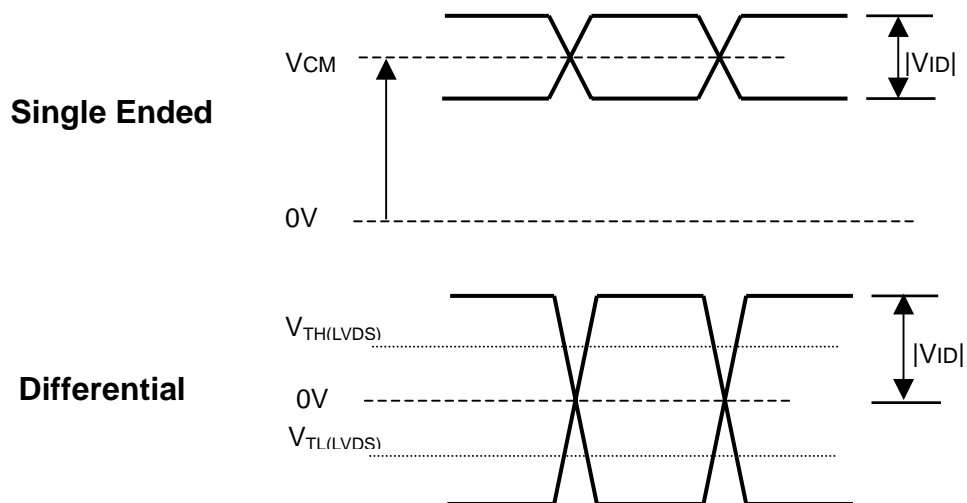 VCM
|VID|
Single Ended
0V
VTH(LVDS)
|VID|
Differential
0V
VTL(LVDS)